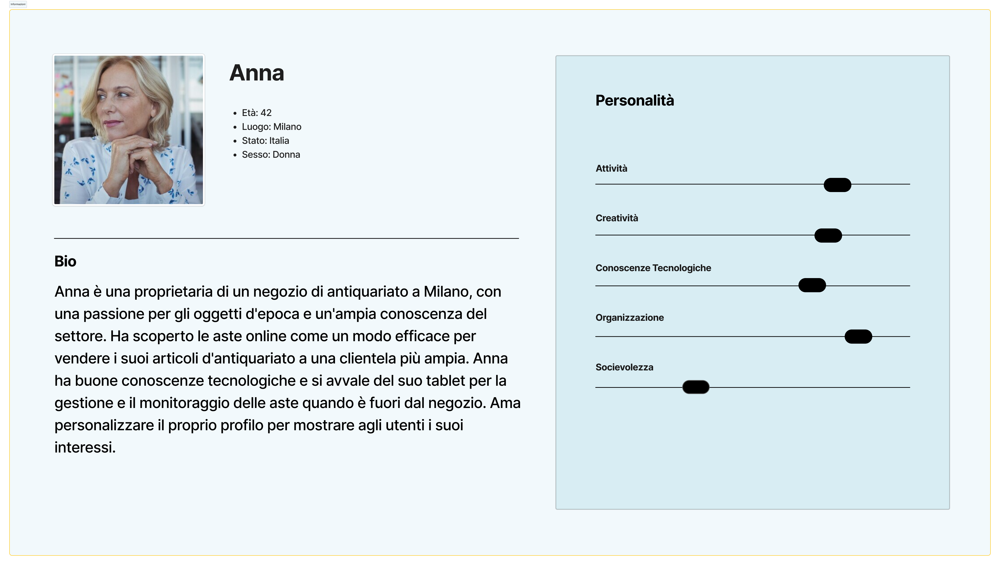 Informazioni
Anna
• Età: 42
• Luogo: Milano
• Stato: Italia
• Sesso: Donna
Bio
Anna è una proprietaria di un negozio di antiquariato a Milano, con
una passione per gli oggetti d'epoca e un'ampia conoscenza del
settore. Ha scoperto le aste online come un modo efficace per
vendere i suoi articoli d'antiquariato a una clientela più ampia. Anna
ha buone conoscenze tecnologiche e si avvale del suo tablet per la
gestione e il monitoraggio delle aste quando è fuori dal negozio. Ama
personalizzare il proprio profilo per mostrare agli utenti i suoi
interessi.
Personalità
Attività
Creatività
Conoscenze Tecnologiche
Organizzazione
Socievolezza